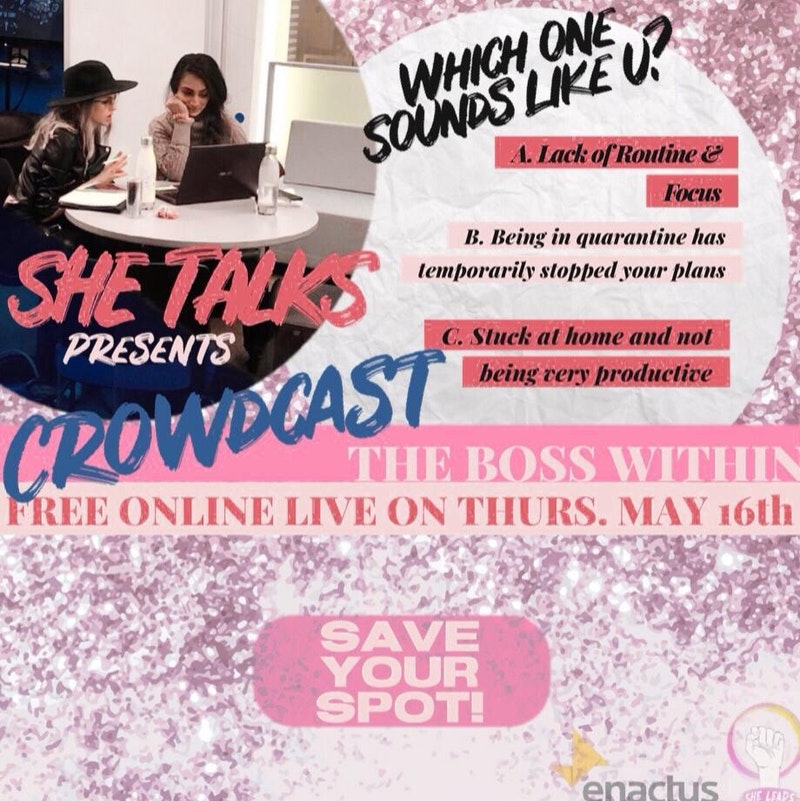 WHICH ONE
SOUNDS LIKE U?
A. Lack of Routine &
Focus
B. Being in quarantine has
temporarily stopped your plans
C. Stuck at home and not
being very productive
SHE TALKS
PRESENTS
CROWDCAST
THE BOSS WITHIN
FREE ONLINE LIVE ON THURS. MAY 16th
SAVE
YOUR
SPOT!
enactus
SHE LEADS